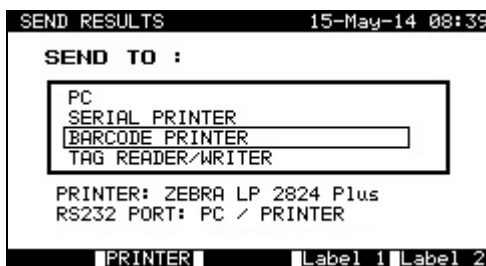 SEND RESULTS 15-May-14 08:39
SEND TO :
PC
SERIAL PRINTER
BARCODE PRINTER
TAG READER/WRITER
PRINTER: ZEBRA LP 2824 Plus
RS232 PORT: PC / PRINTER
PRINTER Label 1 Label 2